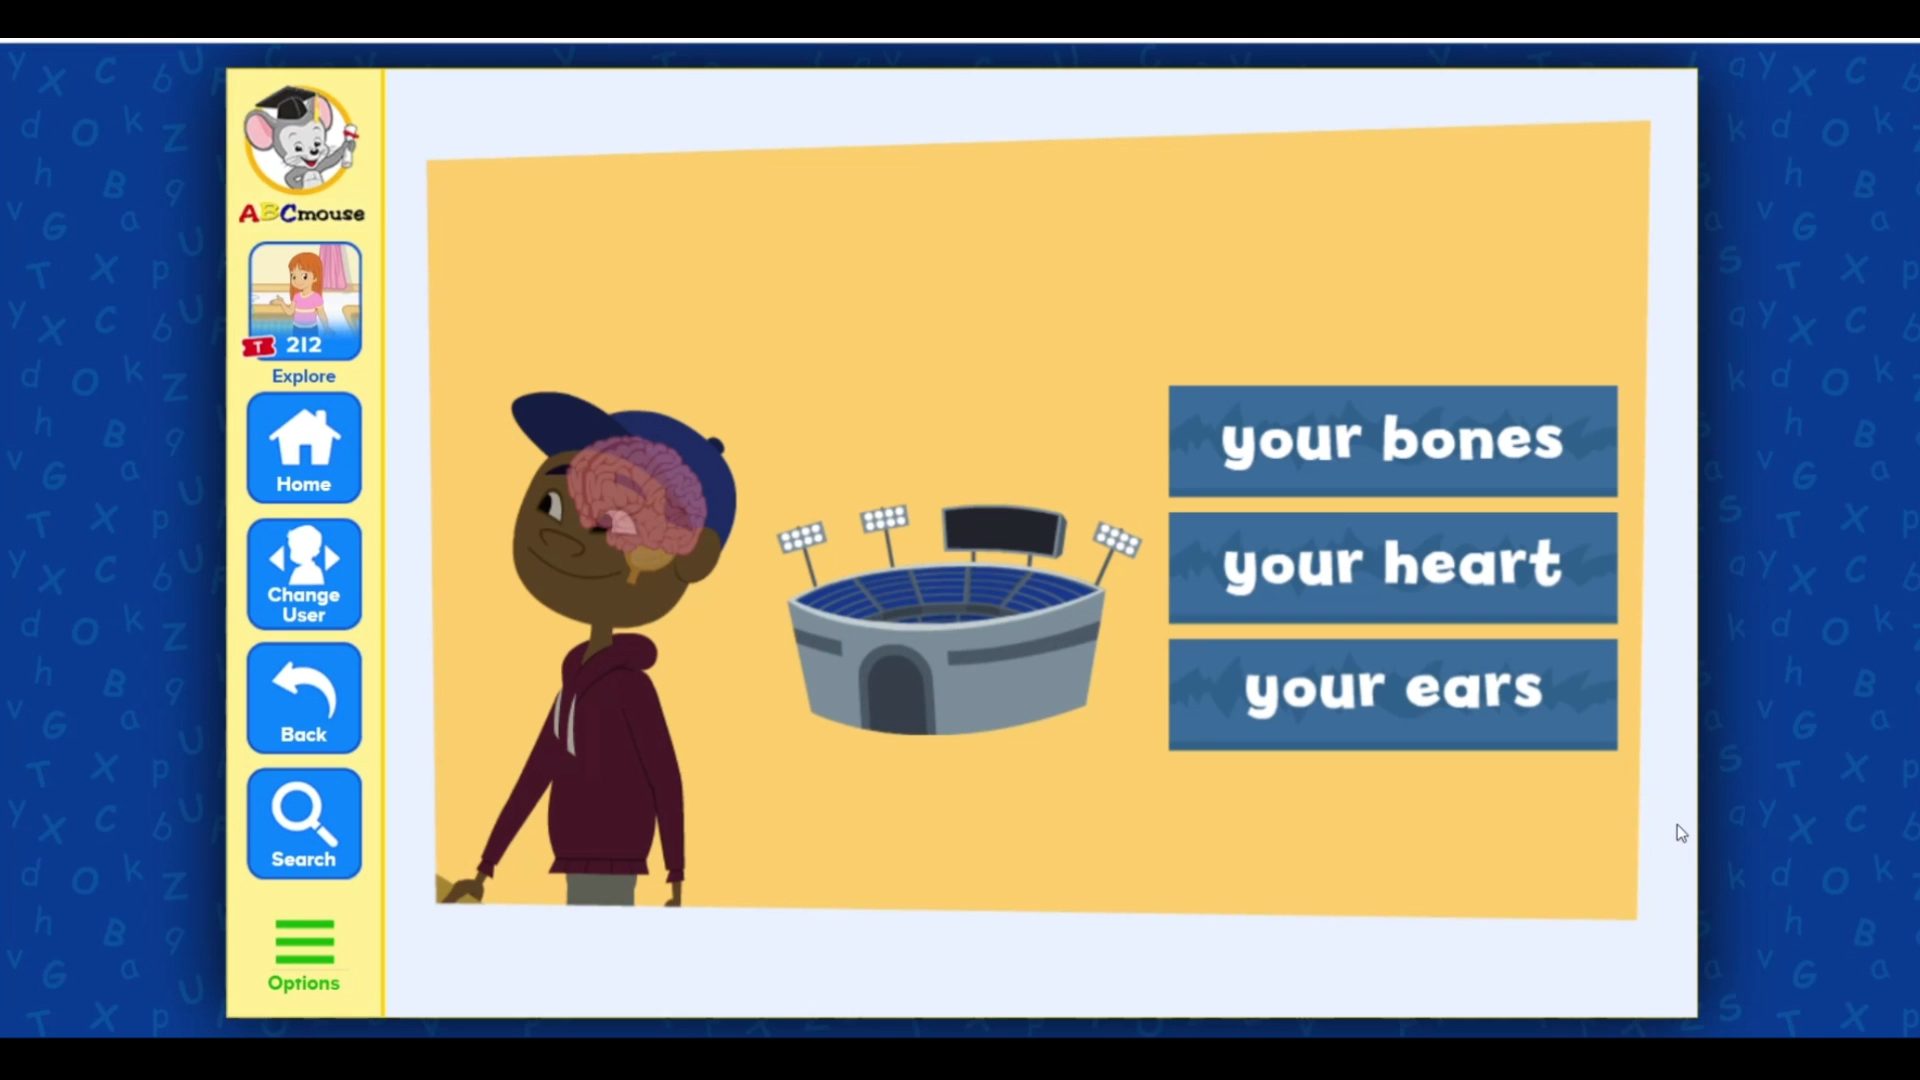 ABCmouse
T 212
Explore
Home
Change
User
Back
Search
Options
your bones
your heart
your ears